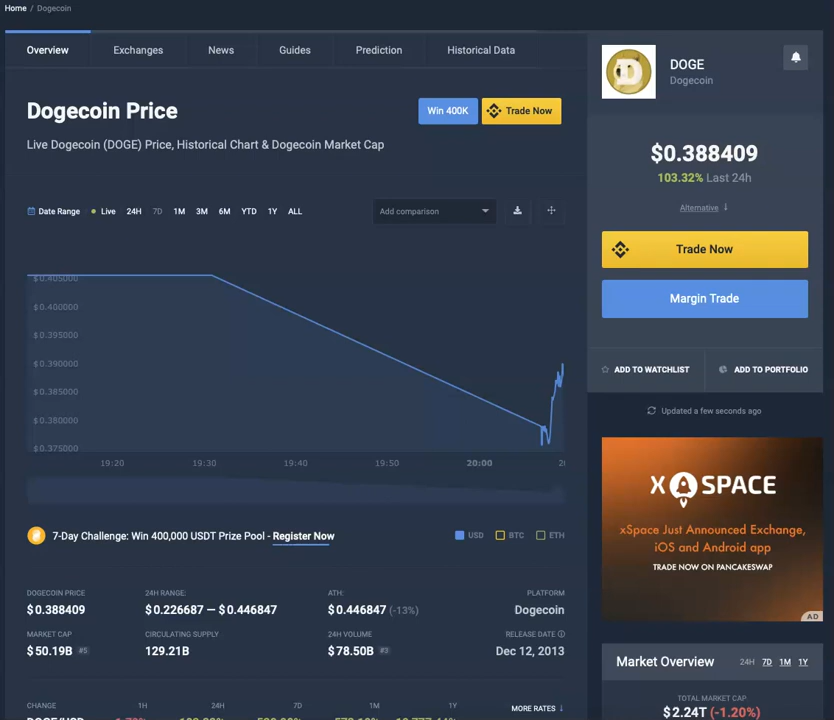 Home / Dogecoin
Overview
Exchanges
News
Guides
Prediction
Historical Data
Dogecoin Price
Win 400K
Trade Now
Live Dogecoin (DOGE) Price, Historical Chart & Dogecoin Market Cap
Date Range
Live 24H 7D 1M 3M 6M YTD 1Y ALL
Add comparison
$0.405000
$0.400000
$0.395000
$0.390000
$0.385000
$0.380000
$0.375000
19:20 19:30 19:40 19:50 20:00
7-Day Challenge: Win 400,000 USDT Prize Pool - Register Now
USD BTC ETH
DOGECOIN PRICE
$0.388409
24H RANGE:
$0.226687 — $0.446847
ATH:
$0.446847 (-13%)
PLATFORM
Dogecoin
MARKET CAP
$50.19B #5
CIRCULATING SUPPLY
129.21B
24H VOLUME
$78.50B #3
RELEASE DATE
Dec 12, 2013
CHANGE 1H 24H 7D 1M 1Y MORE RATES ↓
DOGE/USD
DOGE
Dogecoin
$0.388409
103.32% Last 24h
Alternative ↓
Trade Now
Margin Trade
ADD TO WATCHLIST
ADD TO PORTFOLIO
Updated a few seconds ago
X SPACE
xSpace Just Announced Exchange,
iOS and Android app
TRADE NOW ON PANCAKESWAP
AD
Market Overview
24H 7D 1M 1Y
TOTAL MARKET CAP
$2.24T (-1.20%)